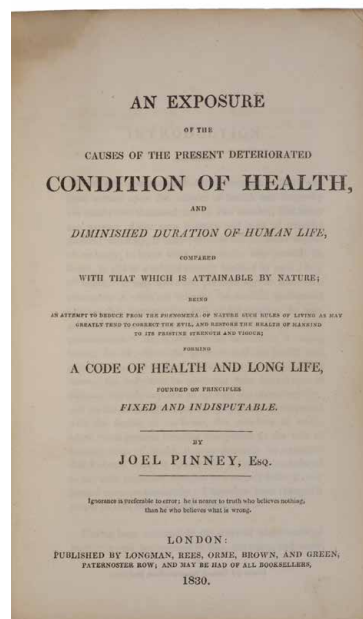 AN EXPOSURE
OF THE
CAUSES OF THE PRESENT DETERIORATED
CONDITION OF HEALTH,
AND
DIMINISHED DURATION OF HUMAN LIFE,
COMPARED
WITH THAT WHICH IS ATTAINABLE BY NATURE;
BEING
AN ATTEMPT TO DEDUCE FROM THE PHENOMENA OF NATURE SUCH RULES OF LIVING AS MAY
GREATLY TEND TO CORRECT THE EVIL, AND RESTORE THE HEALTH OF MANKIND
TO ITS PRISTINE STRENGTH AND VIGOUR;
FORMING
A CODE OF HEALTH AND LONG LIFE,
FOUNDED ON PRINCIPLES
FIXED AND INDISPUTABLE.
BY
JOEL PINNEY, ESQ.
Ignorance is preferable to error; he is nearer to truth who believes nothing,
than he who believes what is wrong.
LONDON:
PUBLISHED BY LONGMAN, REES, ORME, BROWN, AND GREEN,
PATERNOSTER ROW; AND MAY BE HAD OF ALL BOOKSELLERS,
1830.